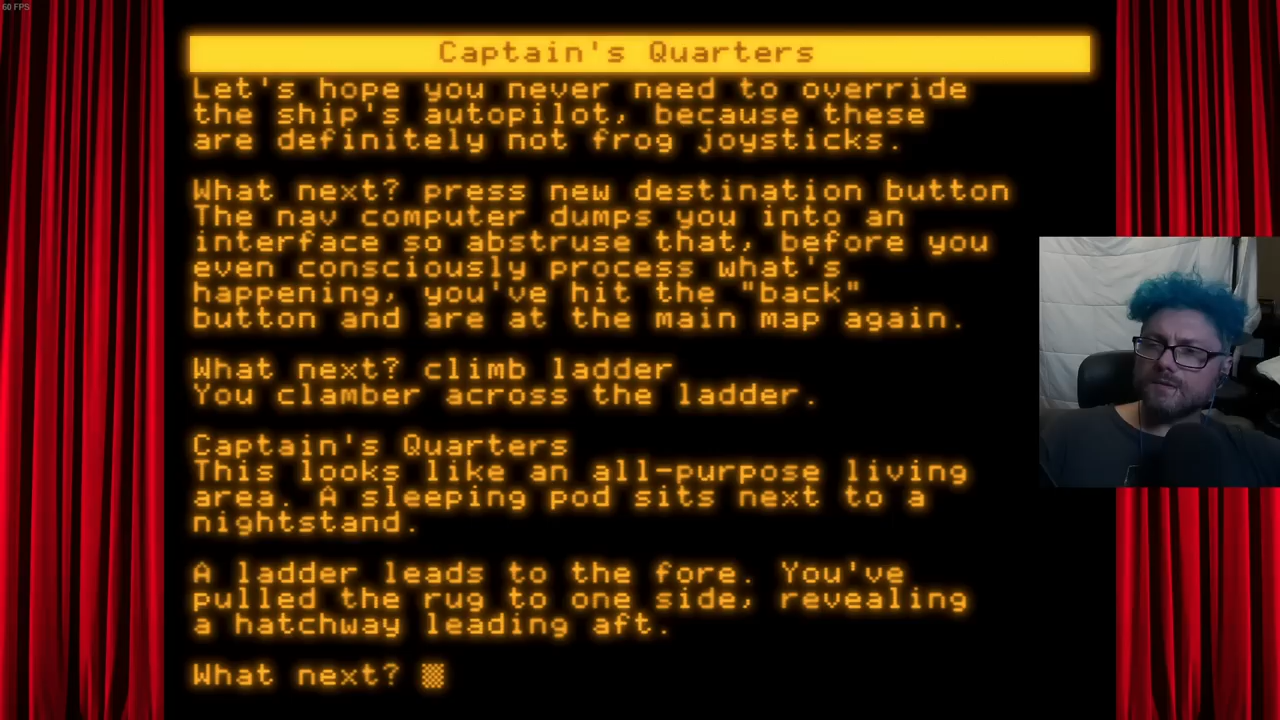 60 FPS
Captain's Quarters
Let's hope you never need to override
the ship's autopilot, because these
are definitely not frog joysticks.
What next? press new destination button
The nav computer dumps you into an
interface so abstruse that, before you
even consciously process what's
happening, you've hit the "back"
button and are at the main map again.
What next? climb ladder
You clamber across the ladder.
Captain's Quarters
This looks like an all-purpose living
area. A sleeping pod sits next to a
nightstand.
A ladder leads to the fore. You've
pulled the rug to one side, revealing
a hatchway leading aft.
What next?